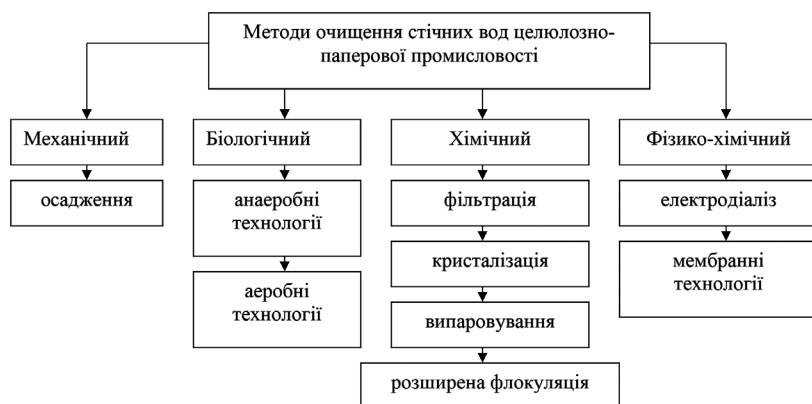 Методи очищення стічних вод целюлозно-
паперової промисловості
Механічний
Біологічний
Хімічний
Фізико-хімічний
осадження
анаеробні
технології
фільтрація
електродіаліз
кристалізація
мембранні
технології
аеробні
технології
випаровування
розширена флокуляція